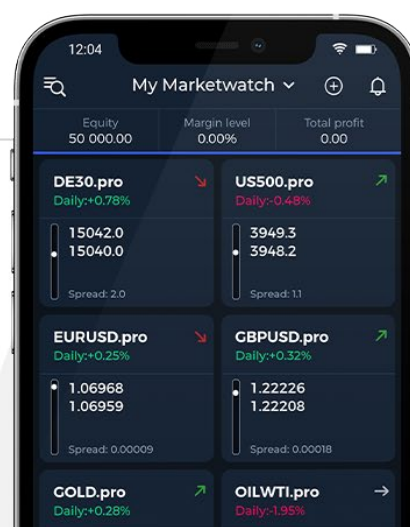 12:04
My Marketwatch
Equity Margin level Total profit
50 000.00 0.00% 0.00
DE30.pro US500.pro
Daily:+0.78% Daily:-0.48%
15042.0 3949.3
15040.0 3948.2
Spread: 2.0 Spread: 1.1
EURUSD.pro GBPUSD.pro
Daily:+0.25% Daily:+0.32%
1.06968 1.22226
1.06959 1.22208
Spread: 0.00009 Spread: 0.00018
GOLD.pro OILWTI.pro
Daily:+0.28% Daily:-1.95%